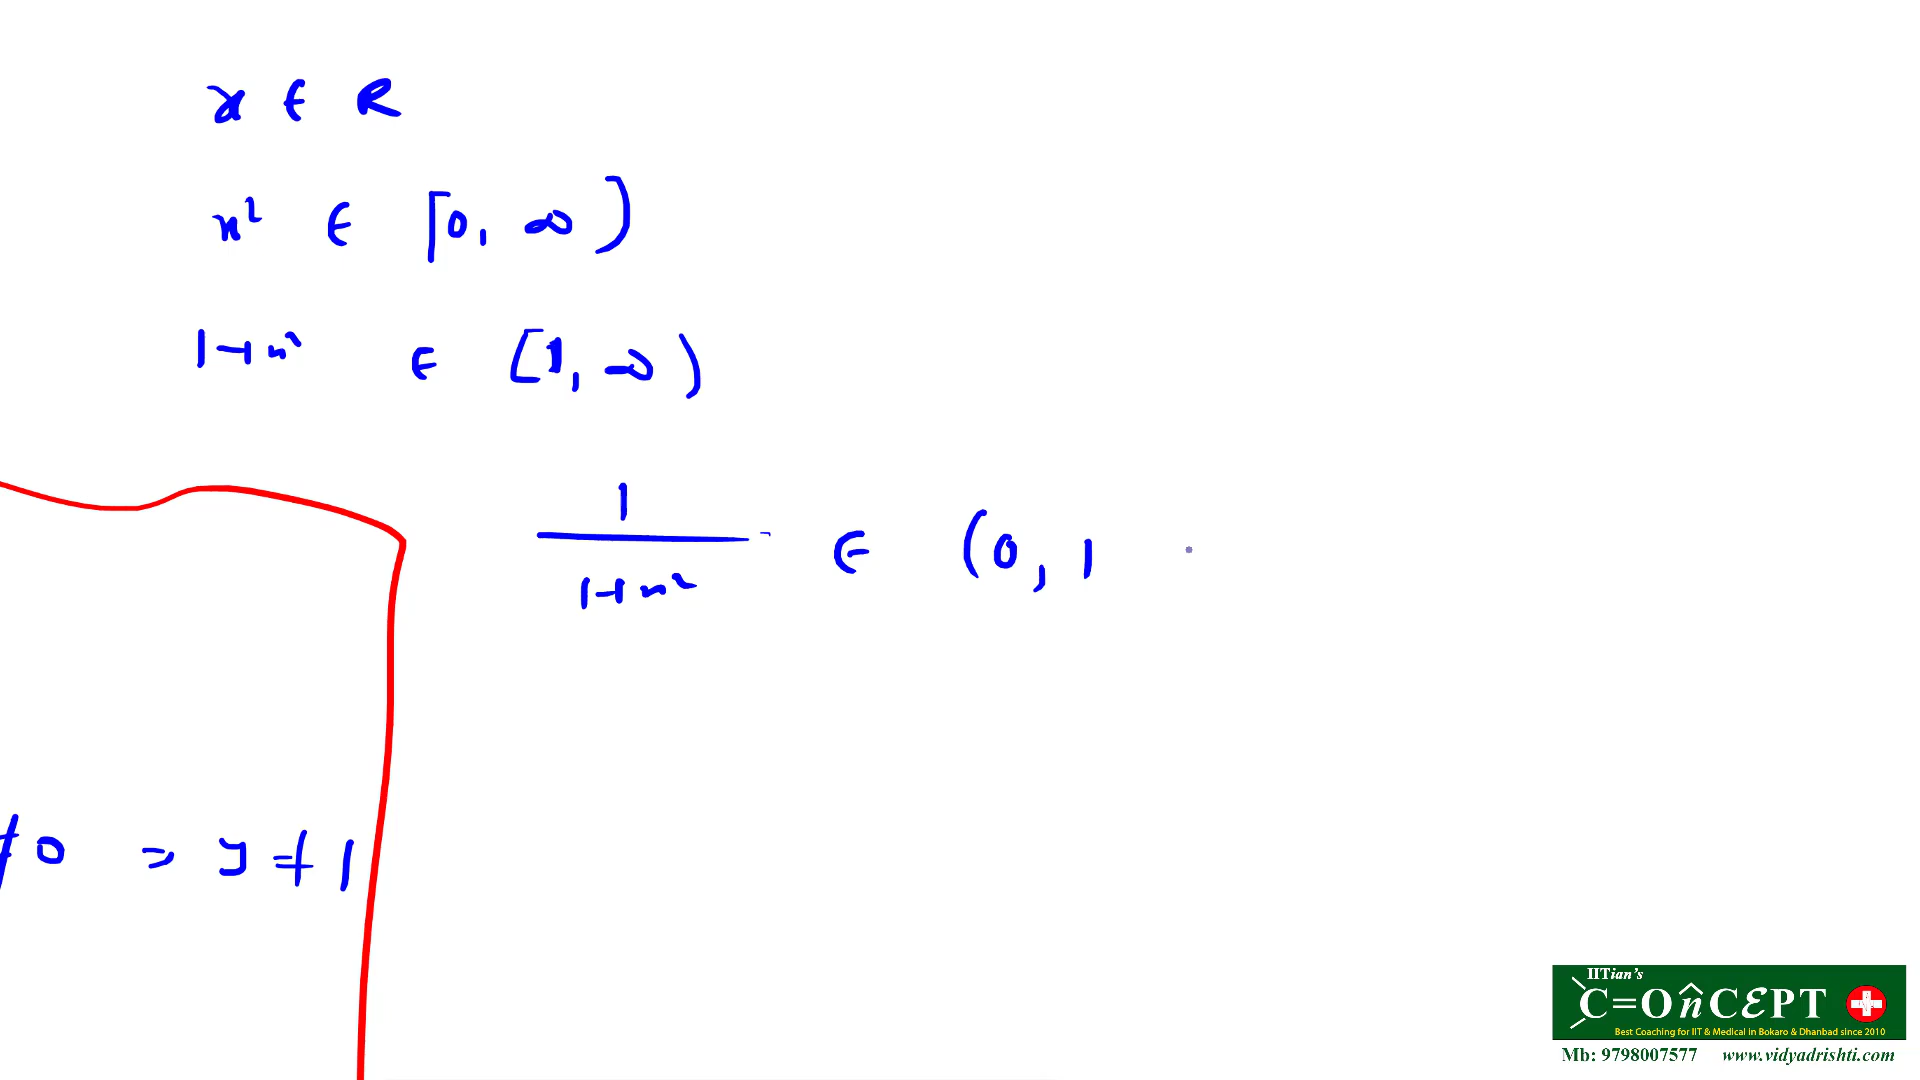 x ∈ R
x² ∈ [0, ∞)
1+x² ∈ [1, ∞)
1
1+x² ∈ (0, 1
≠ 0 ⇒ y ≠ 1
IITian's
C=OnCEPT
Best Coaching for IIT & Medical in Bokaro & Dhanbad since 2010
Mb: 9798007577 www.vidyadrishti.com